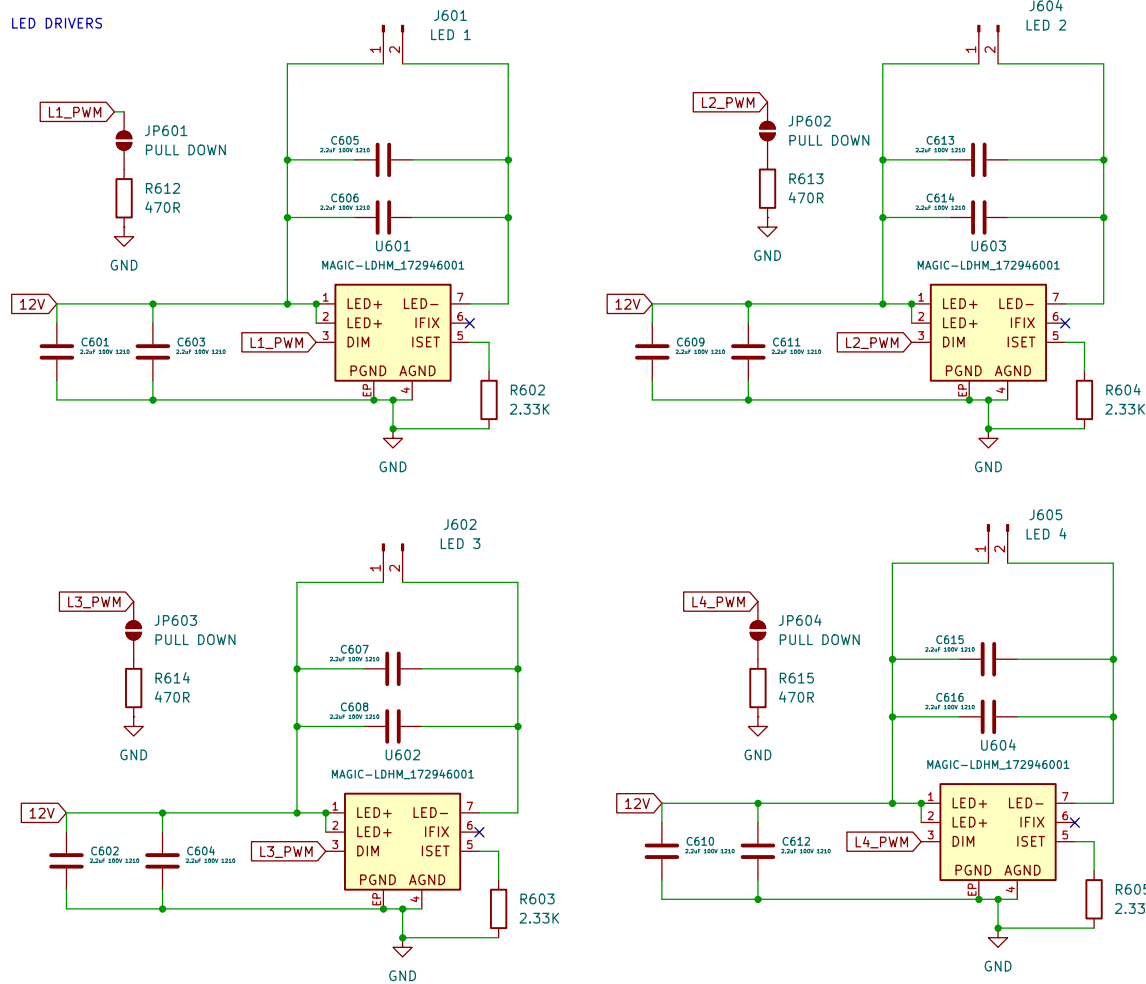 LED DRIVERS
J601
LED 1
1
2
L1_PWM
JP601
PULL DOWN
R612
470R
GND
C605
2.2uF 100V 1210
C606
2.2uF 100V 1210
U601
MAGIC-LDHM_172946001
12V
1
LED+
LED-
7
2
LED+
IFIX
6
L1_PWM
3
DIM
ISET
5
PGND
AGND
EP
4
C601
2.2uF 100V 1210
C603
2.2uF 100V 1210
R602
2.33K
GND
J604
LED 2
1
2
L2_PWM
JP602
PULL DOWN
R613
470R
GND
C613
2.2uF 100V 1210
C614
2.2uF 100V 1210
U603
MAGIC-LDHM_172946001
12V
1
LED+
LED-
7
2
LED+
IFIX
6
L2_PWM
3
DIM
ISET
5
PGND
AGND
EP
4
C609
2.2uF 100V 1210
C611
2.2uF 100V 1210
R604
2.33K
GND
J602
LED 3
1
2
L3_PWM
JP603
PULL DOWN
R614
470R
GND
C607
2.2uF 100V 1210
C608
2.2uF 100V 1210
U602
MAGIC-LDHM_172946001
12V
1
LED+
LED-
7
2
LED+
IFIX
6
L3_PWM
3
DIM
ISET
5
PGND
AGND
EP
4
C602
2.2uF 100V 1210
C604
2.2uF 100V 1210
R603
2.33K
GND
J605
LED 4
1
2
L4_PWM
JP604
PULL DOWN
R615
470R
GND
C615
2.2uF 100V 1210
C616
2.2uF 100V 1210
U604
MAGIC-LDHM_172946001
12V
1
LED+
LED-
7
2
LED+
IFIX
6
L4_PWM
3
DIM
ISET
5
PGND
AGND
EP
4
C610
2.2uF 100V 1210
C612
2.2uF 100V 1210
R605
2.33
GND